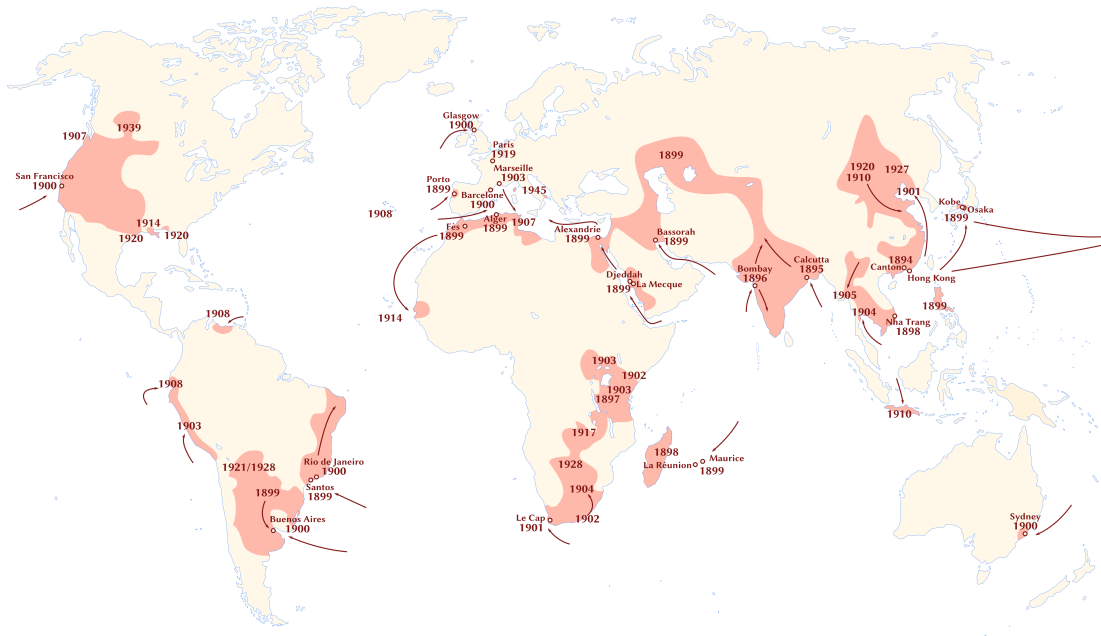 1939
1907
San Francisco
1900
1914
1920
1920
1908
1908
1903
1921/1928
1899
Rio de Janeiro
1900
Santos
1899
Buenos Aires
1900
Glasgow
1900
Paris
1919
Marseille
1903
1945
Porto
1899
Barcelone
1900
1908
Alger
1899
1907
Fès
1899
1914
Alexandrie
1899
Djeddah
1899
La Mecque
Bassorah
1899
1899
Bombay
1896
Calcutta
1895
1920
1910
1927
1901
Kobe
Osaka
1899
1894
Canton
Hong Kong
1905
1904
1899
Nha Trang
1898
1910
1903
1902
1903
1897
1917
1928
1904
1902
Le Cap
1901
1898
La Réunion
Maurice
1899
Sydney
1900